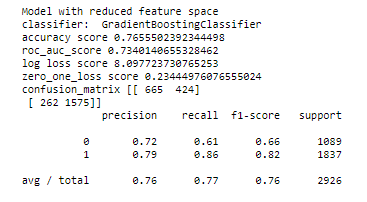 Model with reduced feature space
classifier:  GradientBoostingClassifier
accuracy score 0.7655502392344498
roc_auc_score 0.7340140655328462
log loss score 8.097723730765253
zero_one_loss score 0.23444976076555024
confusion_matrix [[ 665  424]
 [ 262 1575]]
precision    recall  f1-score   support
0       0.72      0.61      0.66      1089
1       0.79      0.86      0.82      1837
avg / total       0.76      0.77      0.76      2926